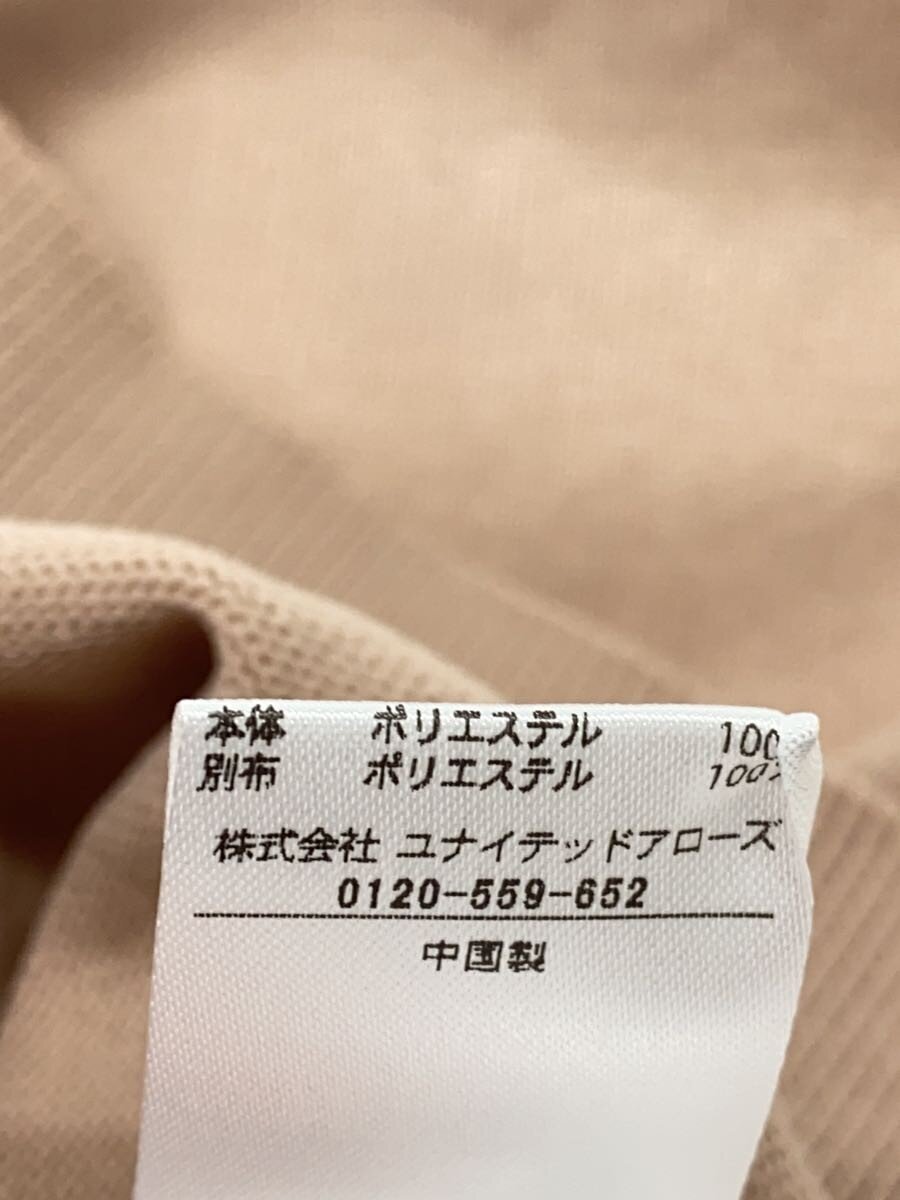 本体 ポリエステル 100
別布 ポリエステル 100%
株式会社 ユナイテッドアローズ
0120-559-652
中国製